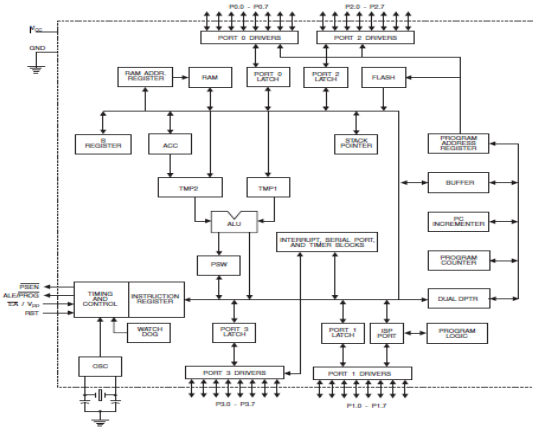 P0.0 - P0.7
P2.0 - P2.7
VCC
GND
PORT 0 DRIVERS
PORT 2 DRIVERS
RAM ADDR.
REGISTER
RAM
PORT 0
LATCH
PORT 2
LATCH
FLASH
B
REGISTER
ACC
STACK
POINTER
PROGRAM
ADDRESS
REGISTER
TMP2
TMP1
BUFFER
ALU
PC
INCREMENTER
INTERRUPT, SERIAL PORT,
AND TIMER BLOCKS
PSW
PROGRAM
COUNTER
PSEN
ALE/PROG
EA / VPP
RST
TIMING
AND
CONTROL
INSTRUCTION
REGISTER
DUAL DPTR
WATCH
DOG
PORT 3
LATCH
PORT 1
LATCH
ISP
PORT
PROGRAM
LOGIC
OSC
PORT 3 DRIVERS
PORT 1 DRIVERS
P3.0 - P3.7
P1.0 - P1.7